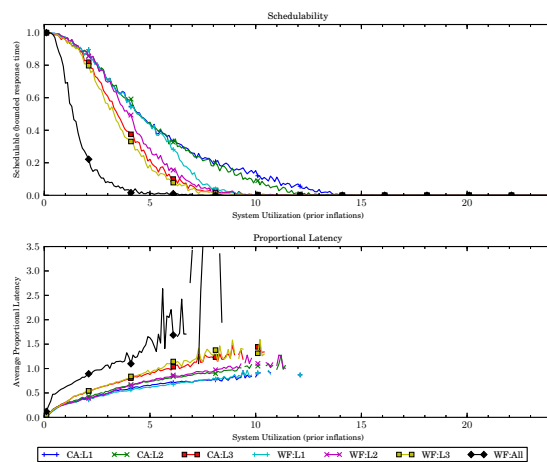 Schedulability
Schedulable (bounded response time)
1.0
0.8
0.6
0.4
0.2
0.0
0 5 10 15 20
System Utilization (prior inflations)
Proportional Latency
Average Proportional Latency
3.5
3.0
2.5
2.0
1.5
1.0
0.5
0.0
0 5 10 15 20
System Utilization (prior inflations)
CA:L1 CA:L2 CA:L3 WF:L1 WF:L2 WF:L3 WF:All